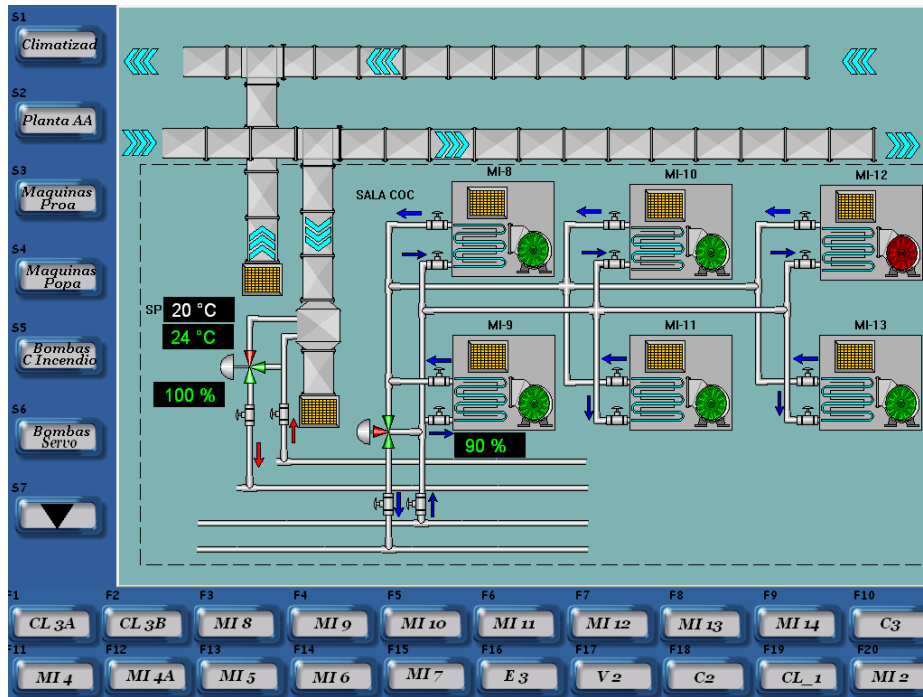 S1
Climatizad
S2
Planta AA
S3
Maquinas
Proa
S4
Maquinas
Popa
S5
Bombas
C Incendio
S6
Bombas
Servo
S7
SALA COC
MI-8
MI-10
MI-12
SP 20 °C
24 °C
MI-9
MI-11
MI-13
100 %
90 %
F1 F2 F3 F4 F5 F6 F7 F8 F9 F10
CL 3A CL 3B MI 8 MI 9 MI 10 MI 11 MI 12 MI 13 MI 14 C3
F11 F12 F13 F14 F15 F16 F17 F18 F19 F20
MI 4 MI 4A MI 5 MI 6 MI 7 E 3 V 2 C2 CL_1 MI 2